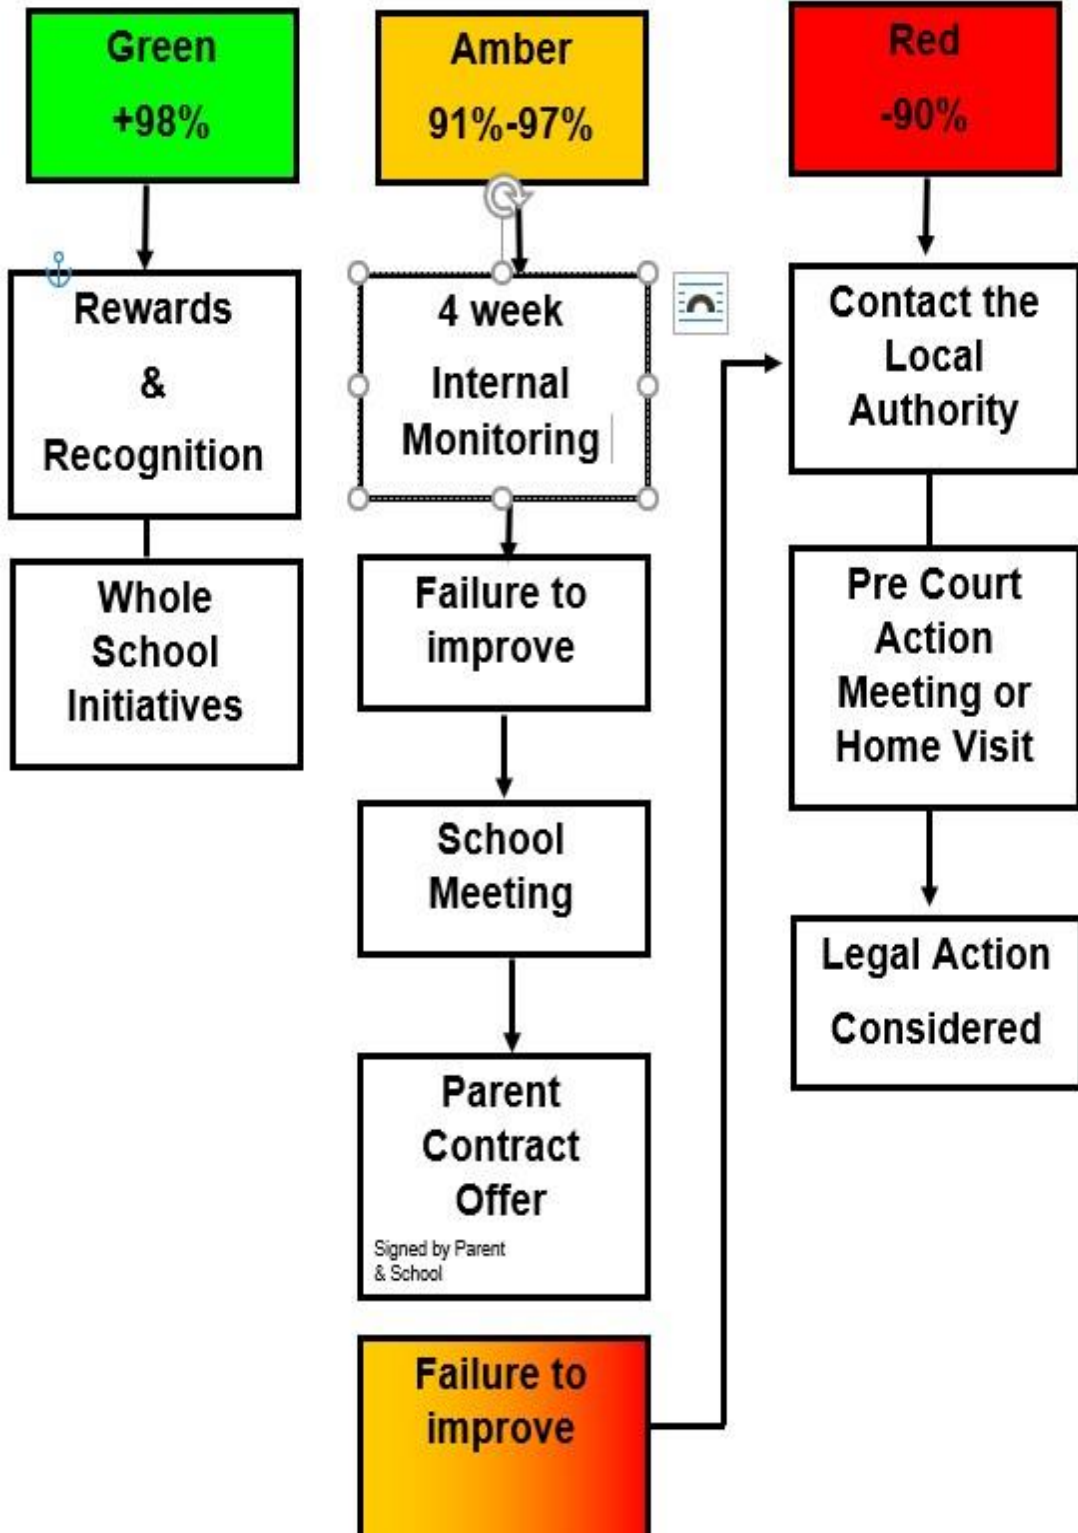 Green
+98%
Rewards
&
Recognition
Whole
School
Initiatives
Amber
91%-97%
4 week
Internal
Monitoring
Failure to
improve
School
Meeting
Parent
Contract
Offer
Signed by Parent
& School
Failure to
improve
Red
-90%
Contact the
Local
Authority
Pre Court
Action
Meeting or
Home Visit
Legal Action
Considered